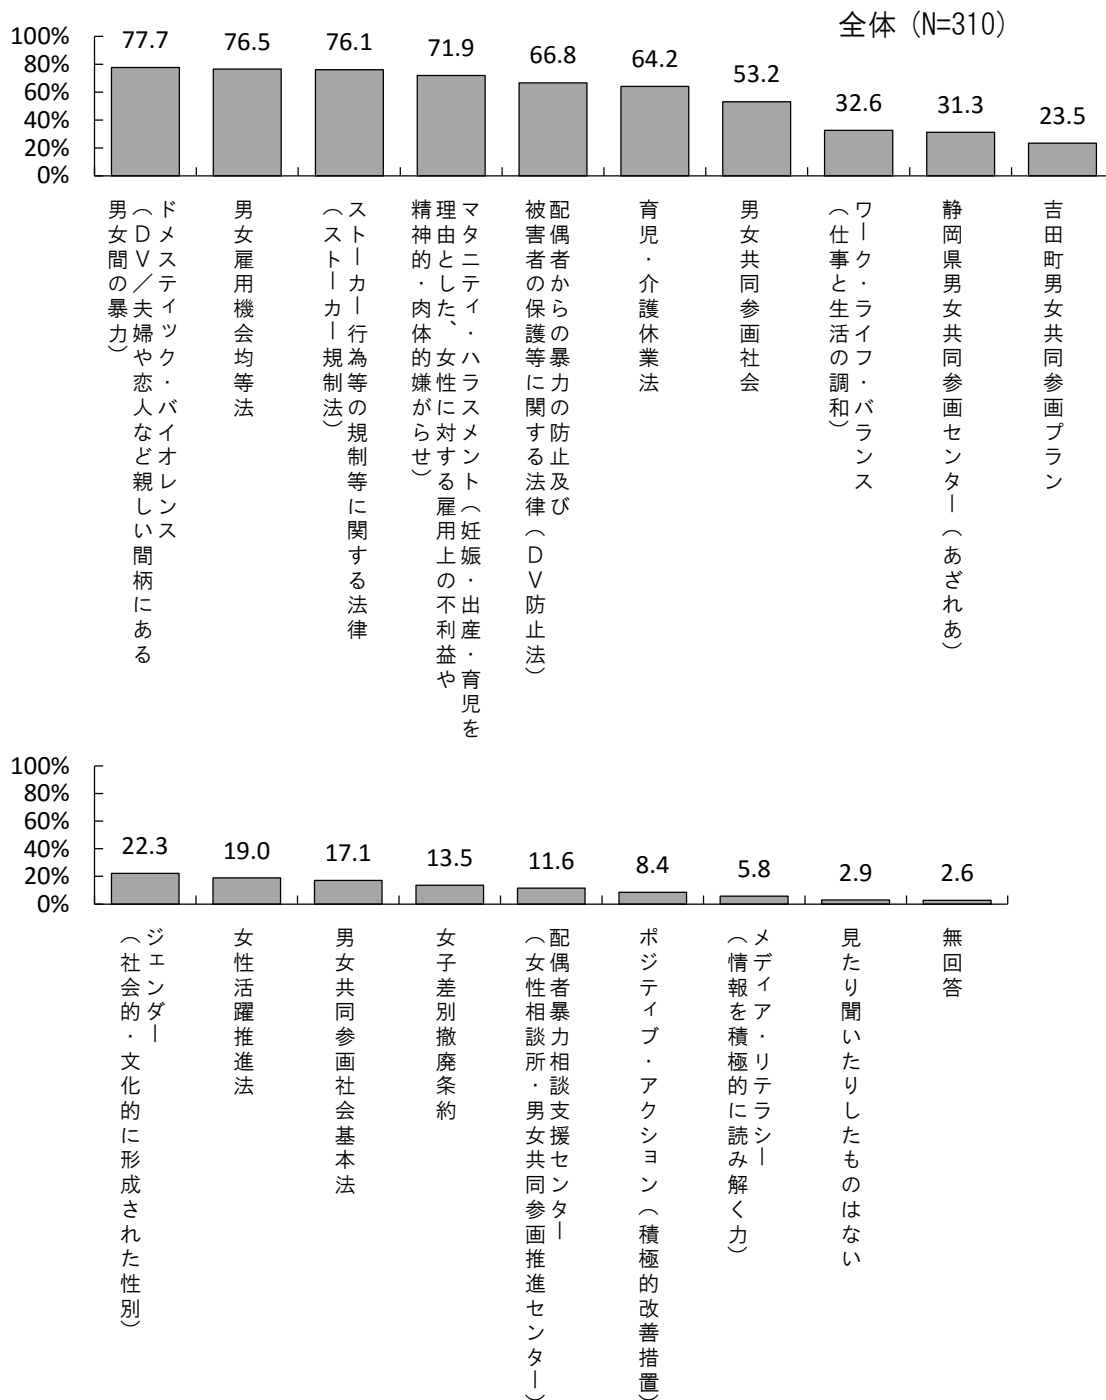 全体 (N=310)
100%
80%
60%
40%
20%
0%
77.7
76.5
76.1
71.9
66.8
64.2
53.2
32.6
31.3
23.5
ドメスティック・バイオレンス
（ＤＶ／夫婦や恋人など親しい間柄にある
男女間の暴力）
男女雇用機会均等法
ストーカー行為等の規制等に関する法律
（ストーカー規制法）
マタニティ・ハラスメント（妊娠・出産・育児を
理由とした、女性に対する雇用上の不利益や
精神的・肉体的嫌がらせ）
配偶者からの暴力の防止及び
被害者の保護等に関する法律（ＤＶ防止法）
育児・介護休業法
男女共同参画社会
ワーク・ライフ・バランス
（仕事と生活の調和）
静岡県男女共同参画センター（あざれあ）
吉田町男女共同参画プラン
100%
80%
60%
40%
20%
0%
22.3
19.0
17.1
13.5
11.6
8.4
5.8
2.9
2.6
ジェンダー
（社会的・文化的に形成された性別）
女性活躍推進法
男女共同参画社会基本法
女子差別撤廃条約
配偶者暴力相談支援センター
（女性相談所・男女共同参画推進センター）
ポジティブ・アクション（積極的改善措置）
メディア・リテラシー
（情報を積極的に読み解く力）
見たり聞いたりしたものはない
無回答